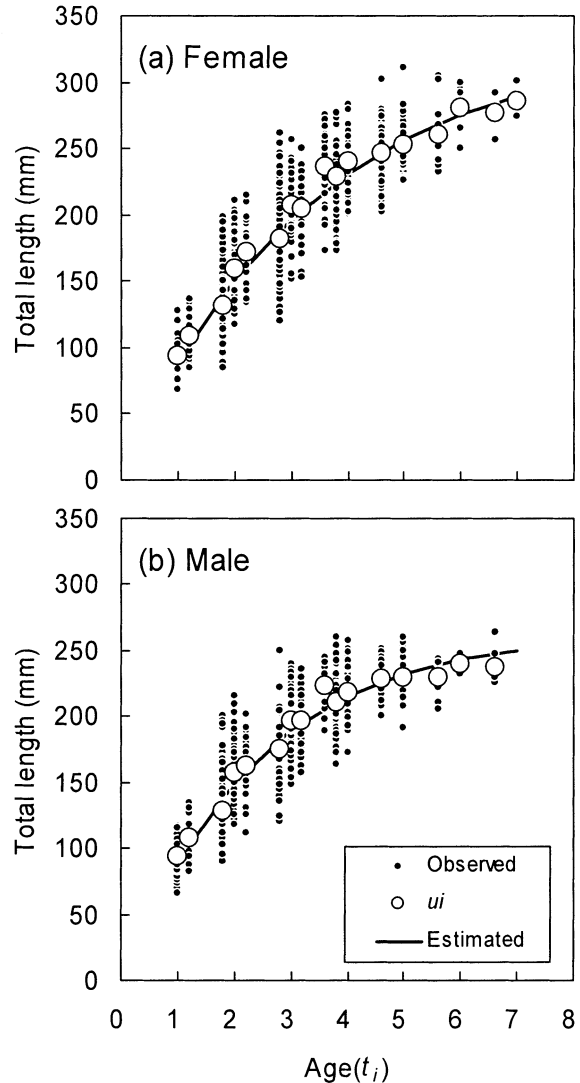 350
(a) Female
300
250
200
150
100
50
0
Total length (mm)
350
(b) Male
300
250
200
150
100
50
0
Total length (mm)
Observed
ui
Estimated
0 1 2 3 4 5 6 7 8
Age(ti)